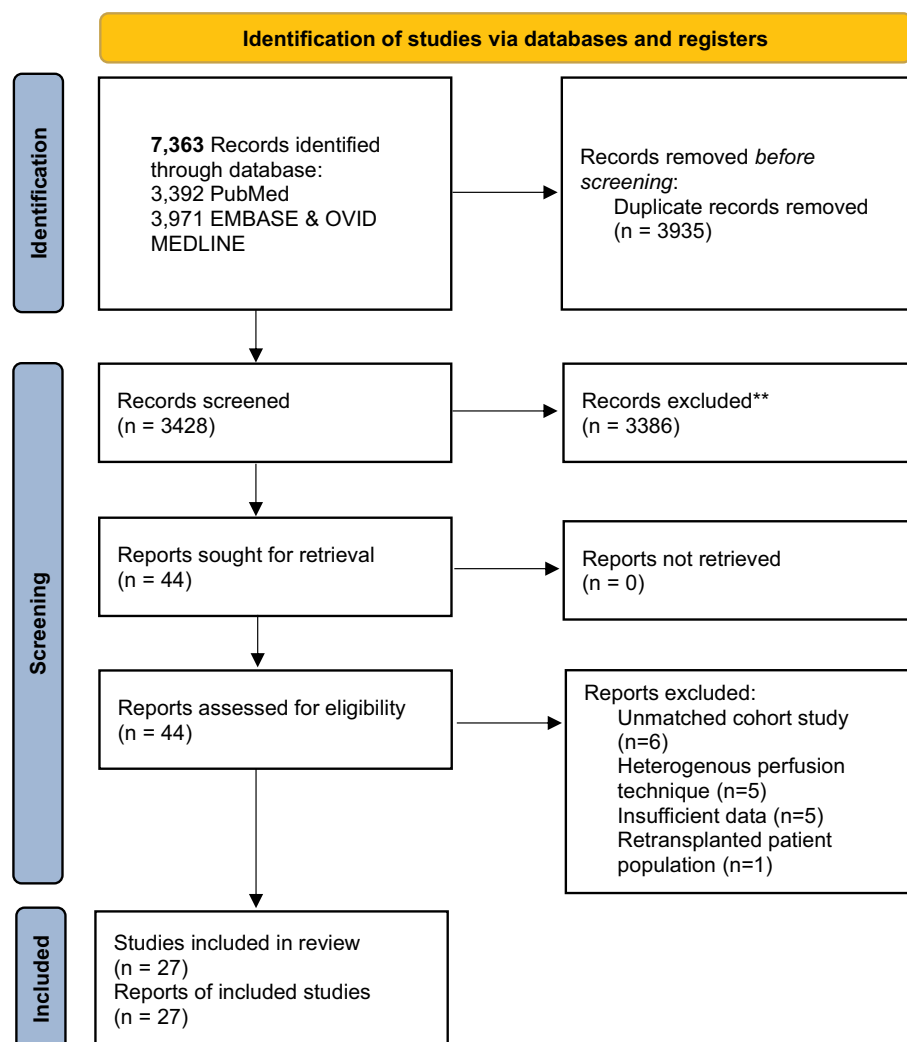 Identification of studies via databases and registers
Identification
7,363 Records identified
through database:
3,392 PubMed
3,971 EMBASE & OVID
MEDLINE
Records removed before
screening:
Duplicate records removed
(n = 3935)
Screening
Records screened
(n = 3428)
Records excluded**
(n = 3386)
Reports sought for retrieval
(n = 44)
Reports not retrieved
(n = 0)
Reports assessed for eligibility
(n = 44)
Reports excluded:
Unmatched cohort study
(n=6)
Heterogenous perfusion
technique (n=5)
Insufficient data (n=5)
Retransplanted patient
population (n=1)
Included
Studies included in review
(n = 27)
Reports of included studies
(n = 27)